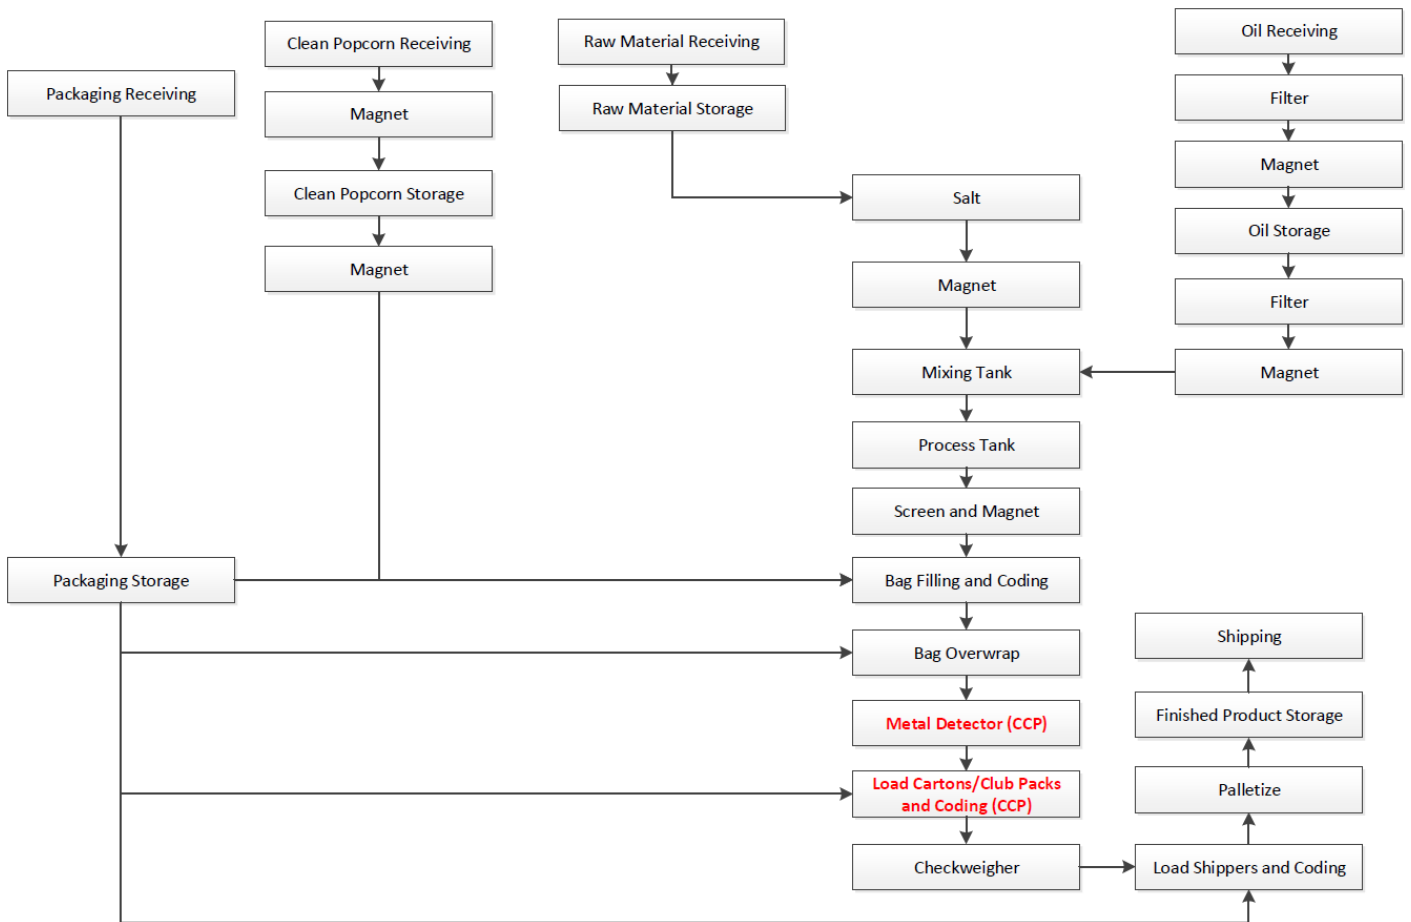 Packaging Receiving
Packaging Storage
Clean Popcorn Receiving
Magnet
Clean Popcorn Storage
Magnet
Raw Material Receiving
Raw Material Storage
Salt
Magnet
Mixing Tank
Process Tank
Screen and Magnet
Bag Filling and Coding
Bag Overwrap
Metal Detector (CCP)
Load Cartons/Club Packs
and Coding (CCP)
Checkweigher
Oil Receiving
Filter
Magnet
Oil Storage
Filter
Magnet
Shipping
Finished Product Storage
Palletize
Load Shippers and Coding